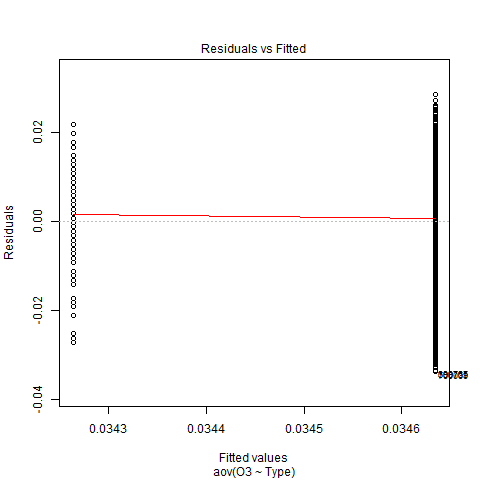 Residuals vs Fitted
0.02
0.00
-0.02
-0.04
Residuals
0.0343
0.0344
0.0345
0.0346
Fitted values
aov(O3 ~ Type)